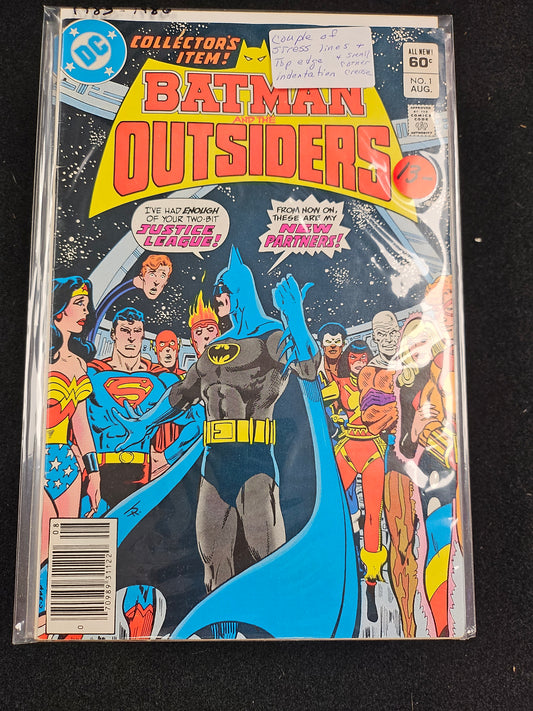 1983-1986
DC
COLLECTOR'S
ITEM!
Couple of
stress lines +
Top edge + small
indentation corner
crease
ALL NEW!
60¢
NO. 1
AUG.
APPROVED
BY THE
COMICS
CODE
AUTHORITY
BATMAN
AND THE
OUTSIDERS
13-
I'VE HAD ENOUGH
OF YOUR TWO-BIT
JUSTICE
LEAGUE!
FROM NOW ON,
THESE ARE MY
NEW
PARTNERS!
08
0 70989 31122